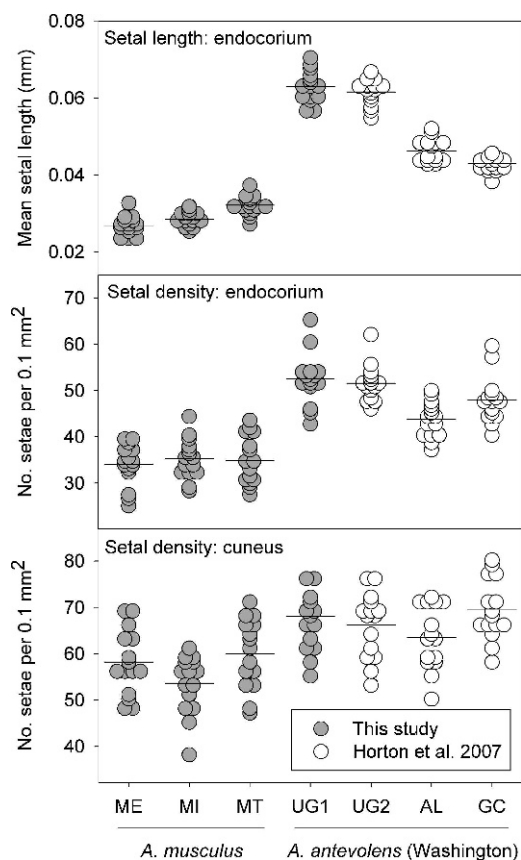 0.08
Setal length: endocorium
0.06
0.04
0.02
Mean setal length (mm)
Setal density: endocorium
70
60
50
40
30
No. setae per 0.1 mm²
Setal density: cuneus
80
70
60
50
40
No. setae per 0.1 mm²
This study
Horton et al. 2007
ME MI MT UG1 UG2 AL GC
A. musculus A. antevolens (Washington)